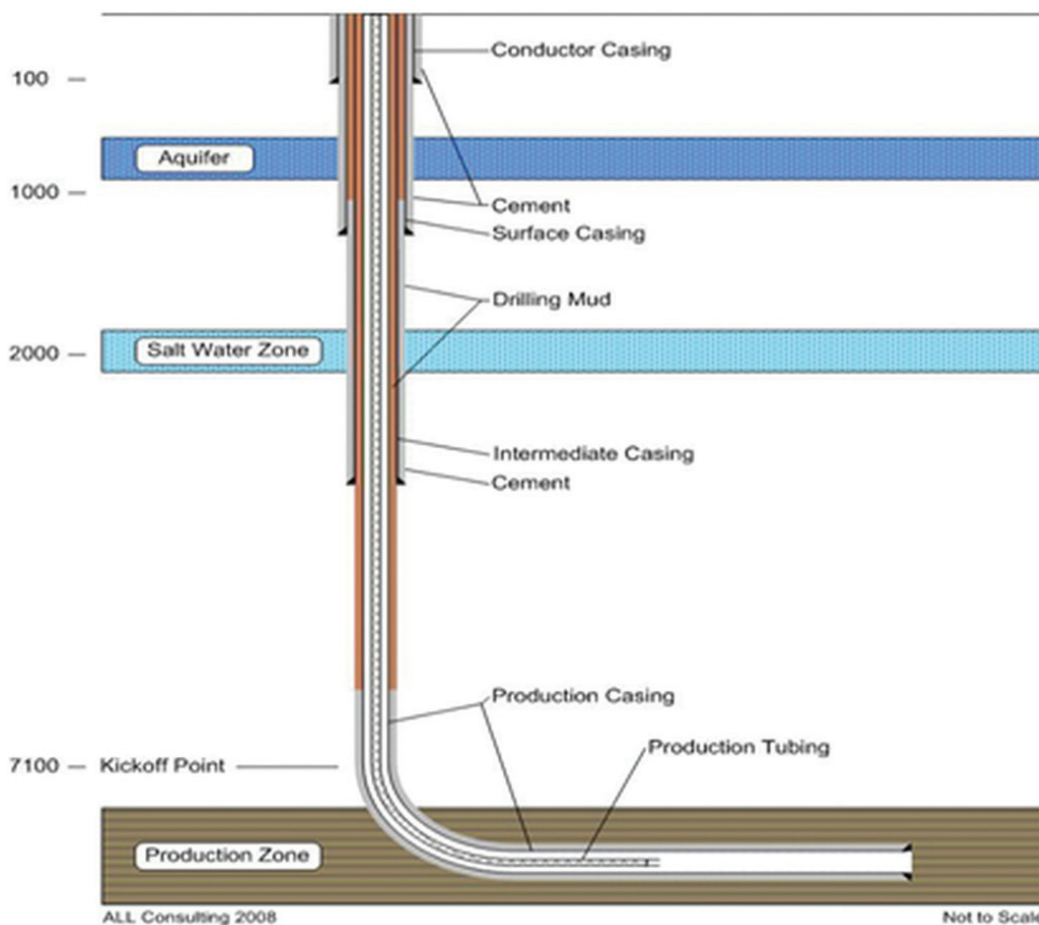 Conductor Casing
100
Aquifer
1000
Cement
Surface Casing
Drilling Mud
2000
Salt Water Zone
Intermediate Casing
Cement
Production Casing
Production Tubing
7100 Kickoff Point
Production Zone
ALL Consulting 2008
Not to Scale